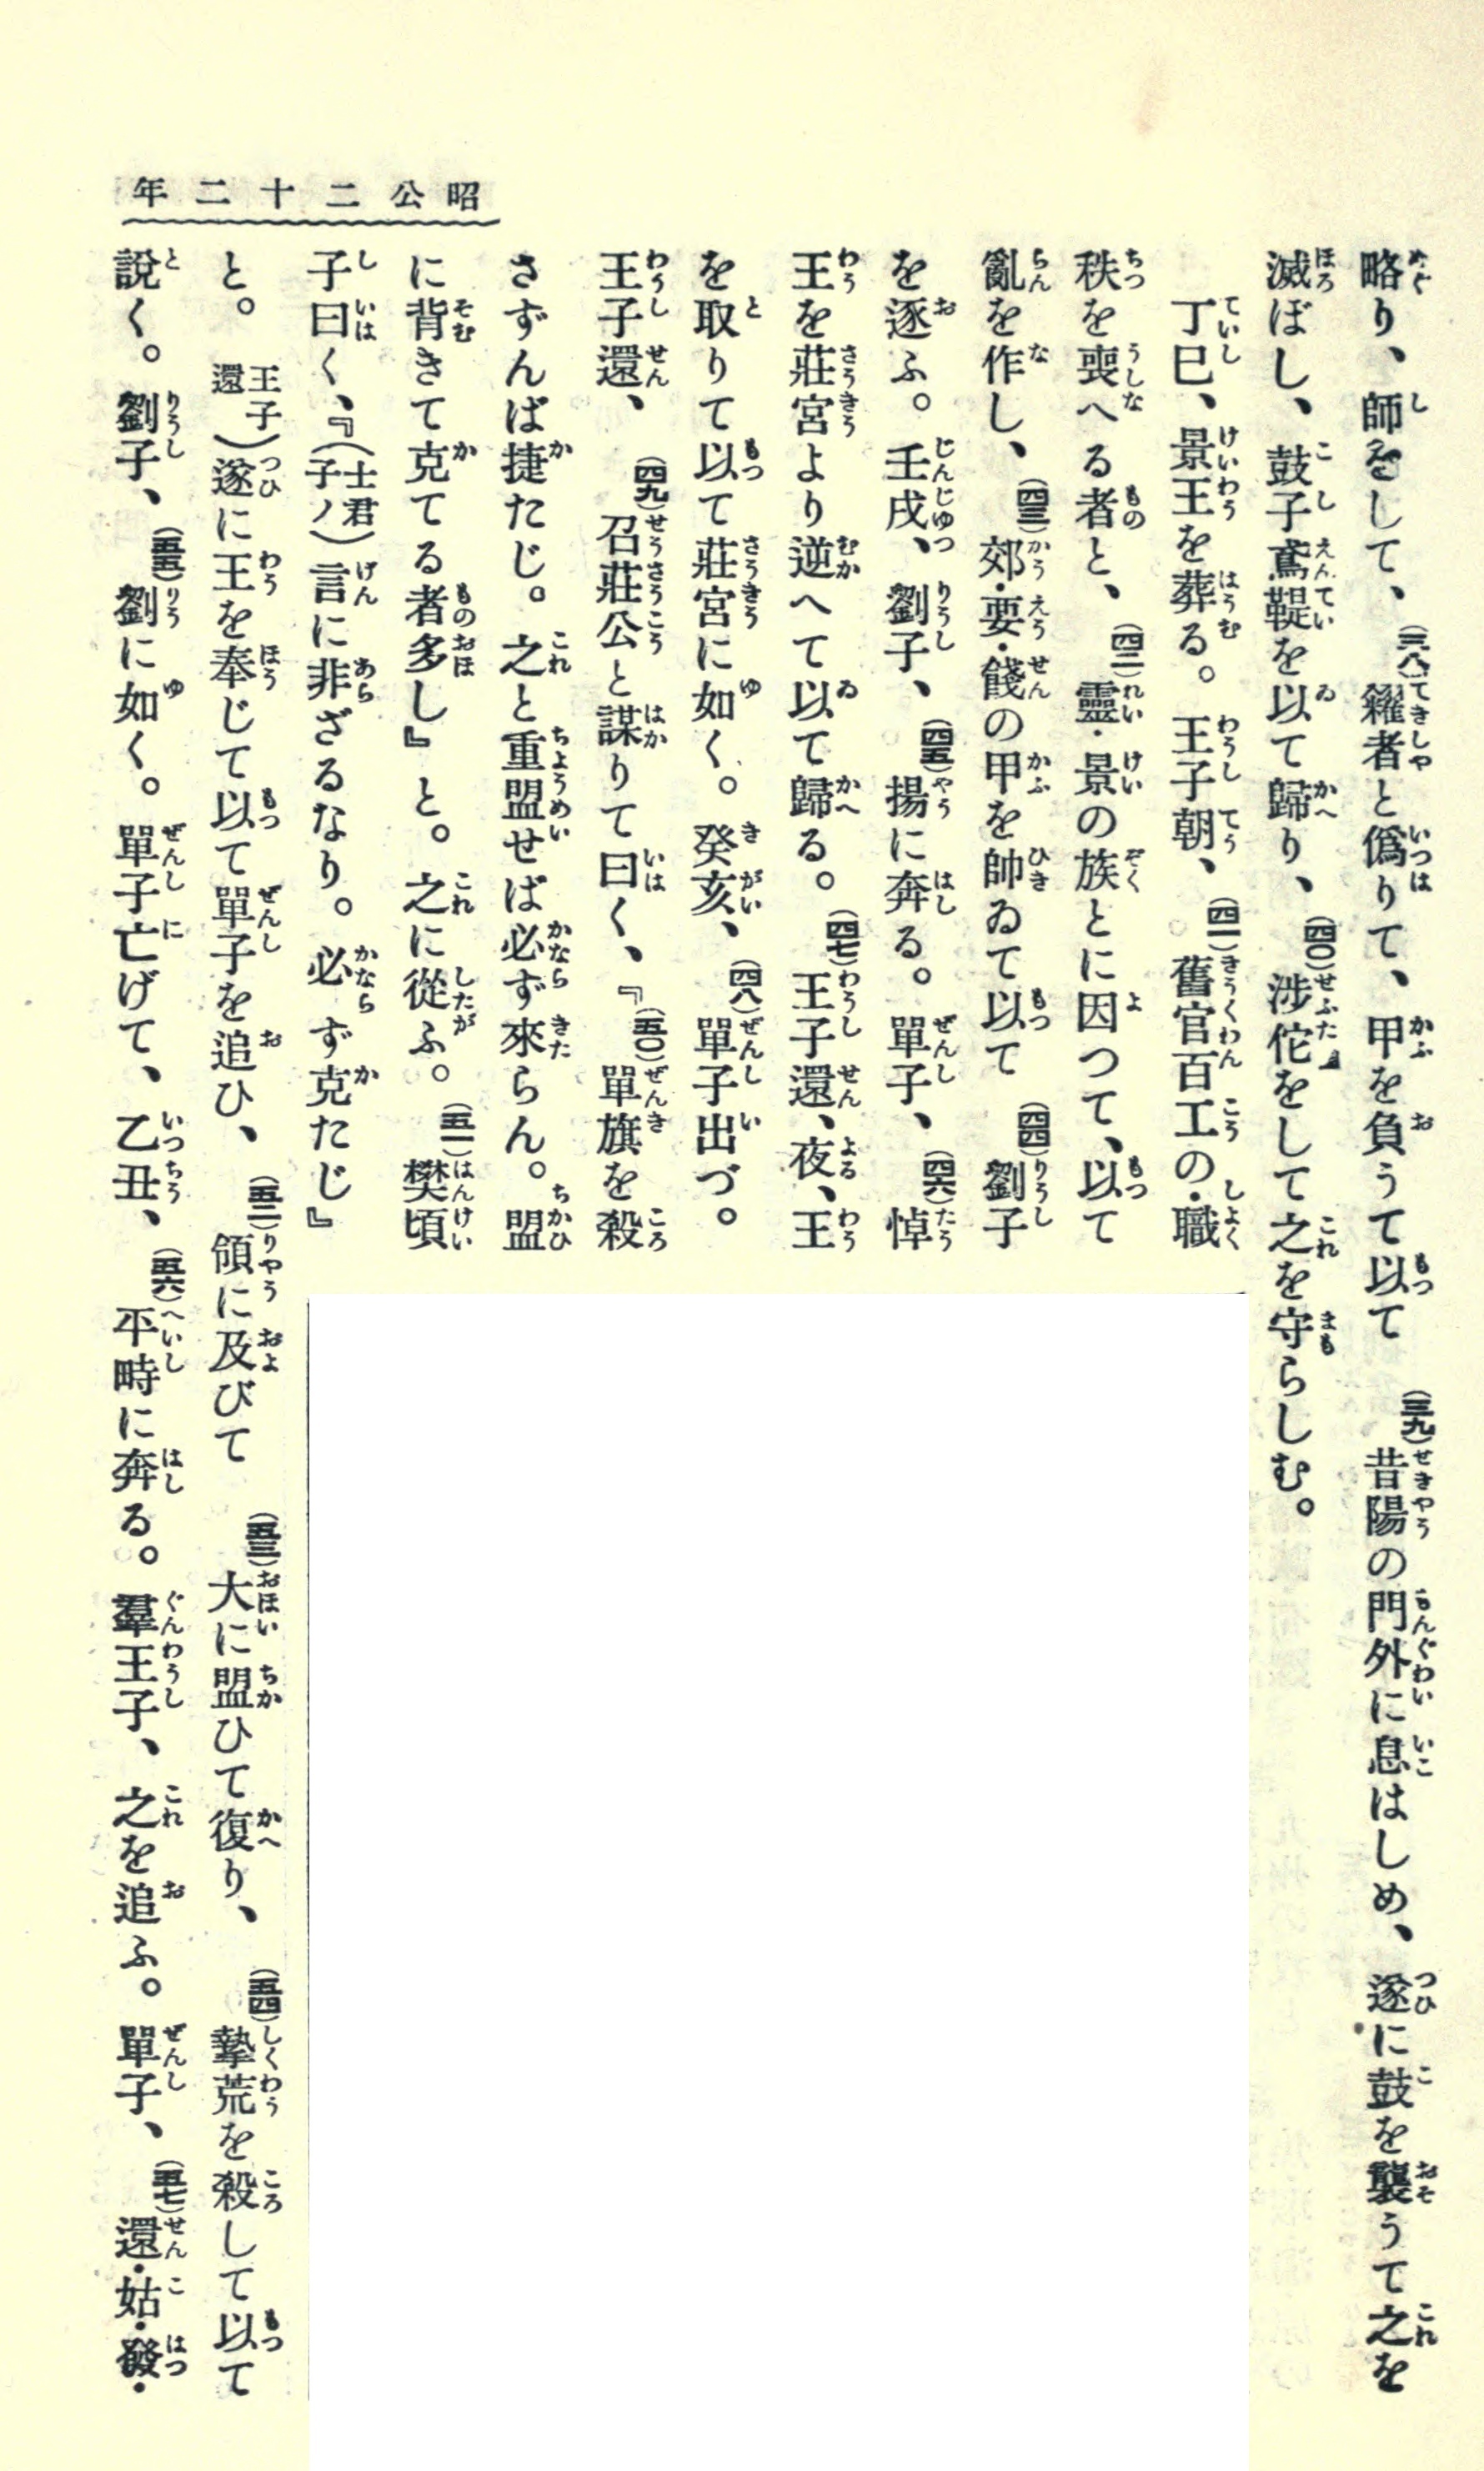 昭公二十二年
略り、師をして、(三八)糴者と僞りて、甲を負うて以て(三九)昔陽の門外に息はしめ、遂に鼓を襲うて之を
滅ぼし、鼓子鳶鞮を以て歸り、(四〇)涉佗をして之を守らしむ。
丁巳、景王を葬る。王子朝、(四一)舊官百工の・職
秩を喪へる者と、(四二)靈・景の族とに因つて、以て
亂を作し、(四三)郊・要・餞の甲を帥ゐて以て(四四)劉子
を逐ふ。壬戌、劉子、(四五)揚に奔る。單子、(四六)悼
王を莊宮より逆へて以て歸る。(四七)王子還、夜、王
を取りて以て莊宮に如く。癸亥、(四八)單子出づ。
王子還、(四九)召莊公と謀りて曰く、『(五〇)單旗を殺
さずんば捷たじ。之と重盟せば必ず來らん。盟
に背きて克てる者多し』と。之に從ふ。(五一)樊頃
子曰く、『(士君子ノ)言に非ざるなり。必ず克たじ』
と。王子還)遂に王を奉じて以て單子を追ひ、(五二)領に及びて(五三)大に盟ひて復り、(五四)摯荒を殺して以て
說く。劉子、(五五)劉に如く。單子亡げて、乙丑、(五六)平畤に奔る。羣王子、之を追ふ。單子、(五七)還・姑・發・